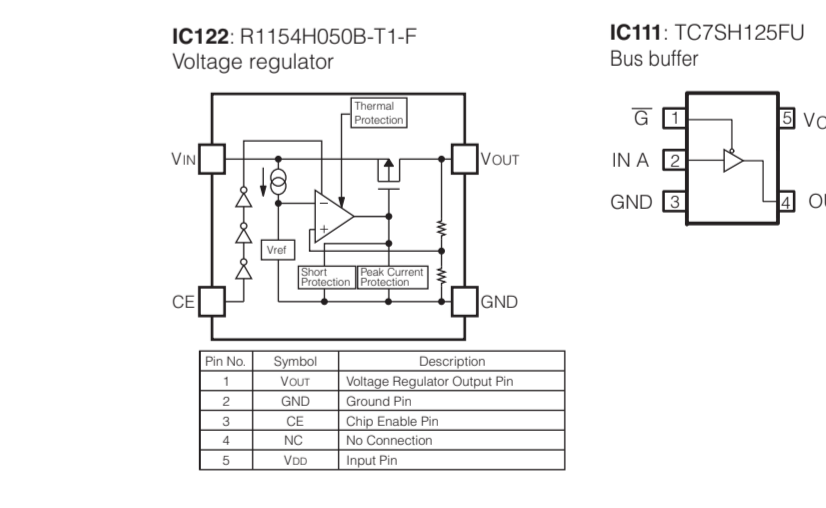 IC122: R1154H050B-T1-F
Voltage regulator
Thermal
Protection
VIN
VOUT
−
+
Vref
Short
Protection
Peak Current
Protection
CE
GND
Pin No. Symbol Description
1 VOUT Voltage Regulator Output Pin
2 GND Ground Pin
3 CE Chip Enable Pin
4 NC No Connection
5 VDD Input Pin
IC111: TC7SH125FU
Bus buffer
G 1
5
IN A 2
GND 3
4